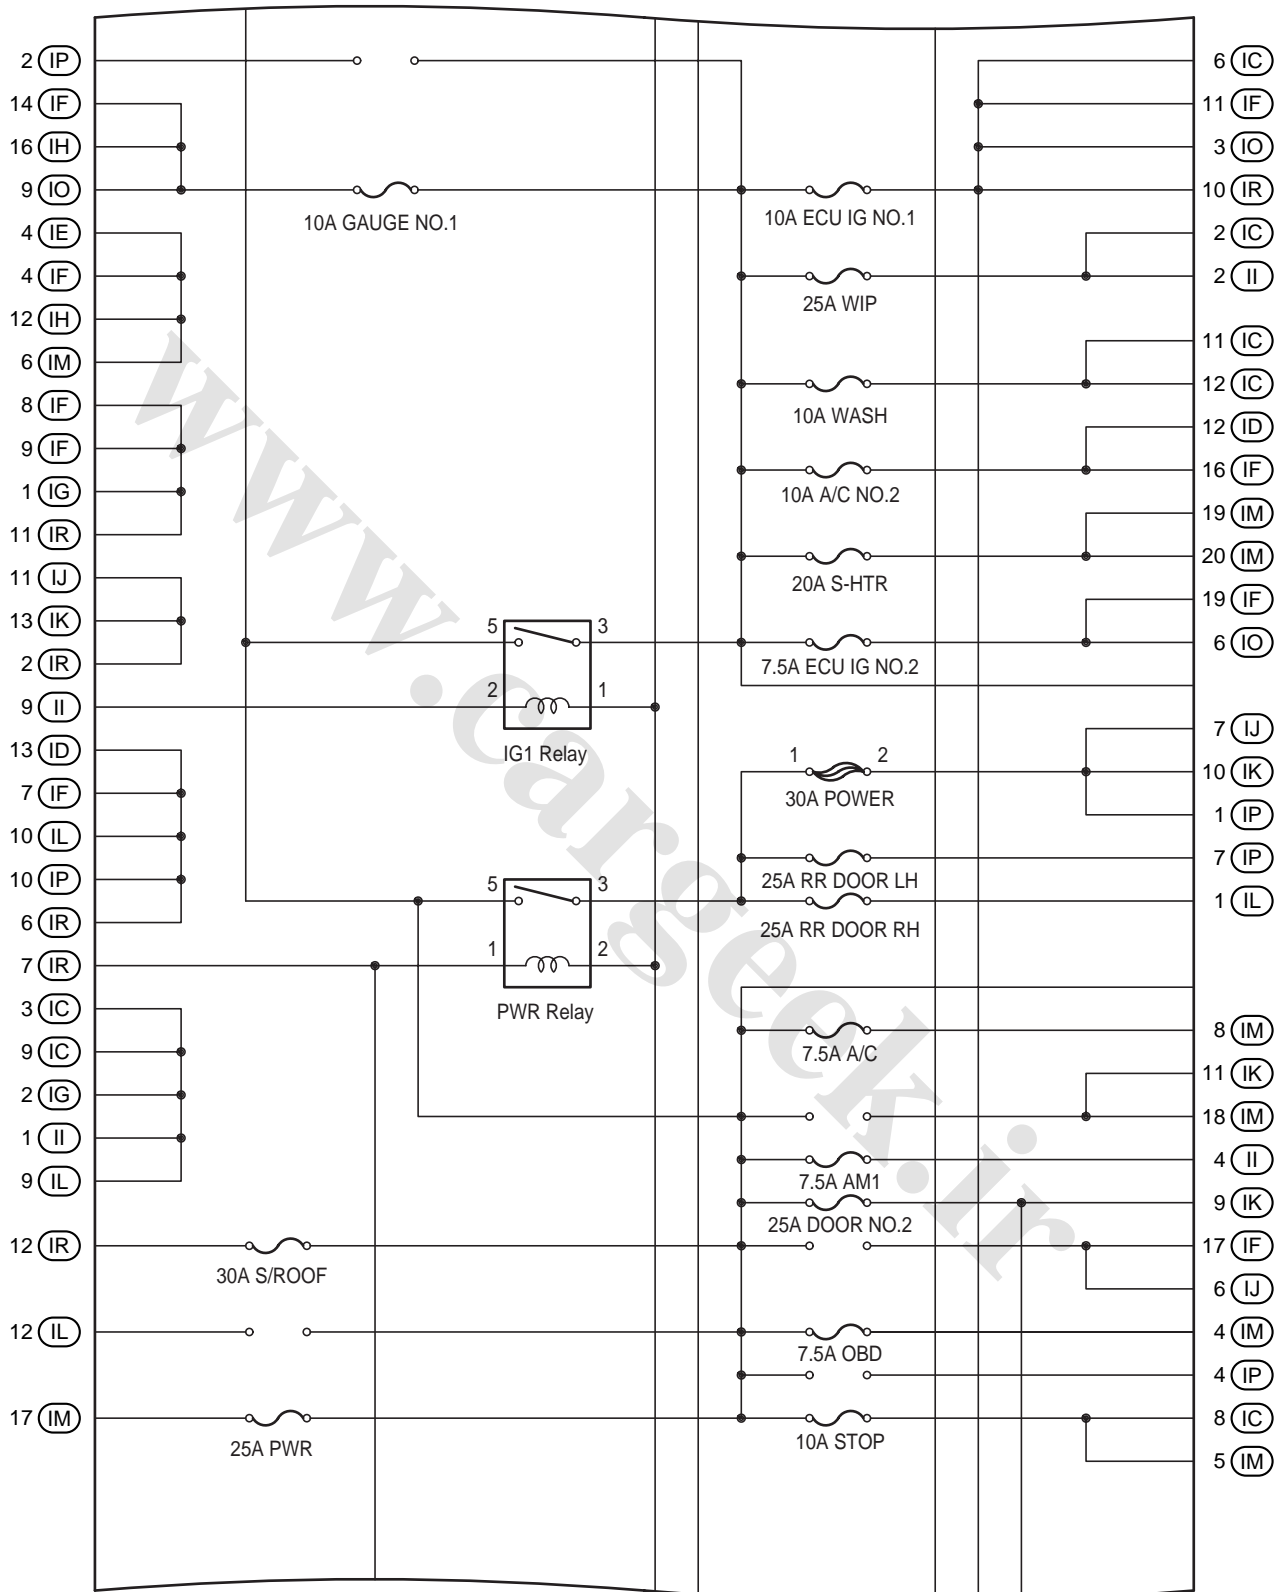 2 IP
14 IF
16 IH
9 IO
4 IE
4 IF
12 IH
6 IM
8 IF
9 IF
1 IG
11 IR
11 IJ
13 IK
2 IR
9 II
13 ID
7 IF
10 IL
10 IP
6 IR
7 IR
3 IC
9 IC
2 IG
1 II
9 IL
12 IR
12 IL
17 IM
10A GAUGE NO.1
5 3
2 1
IG1 Relay
5 3
1 2
PWR Relay
30A S/ROOF
25A PWR
10A ECU IG NO.1
25A WIP
10A WASH
10A A/C NO.2
20A S-HTR
7.5A ECU IG NO.2
1 2
30A POWER
25A RR DOOR LH
25A RR DOOR RH
7.5A A/C
7.5A AM1
25A DOOR NO.2
7.5A OBD
10A STOP
6 IC
11 IF
3 IO
10 IR
2 IC
2 II
11 IC
12 IC
12 ID
16 IF
19 IM
20 IM
19 IF
6 IO
7 IJ
10 IK
1 IP
7 IP
1 IL
8 IM
11 IK
18 IM
4 II
9 IK
17 IF
6 IJ
4 IM
4 IP
8 IC
5 IM
www.cargeek.ir